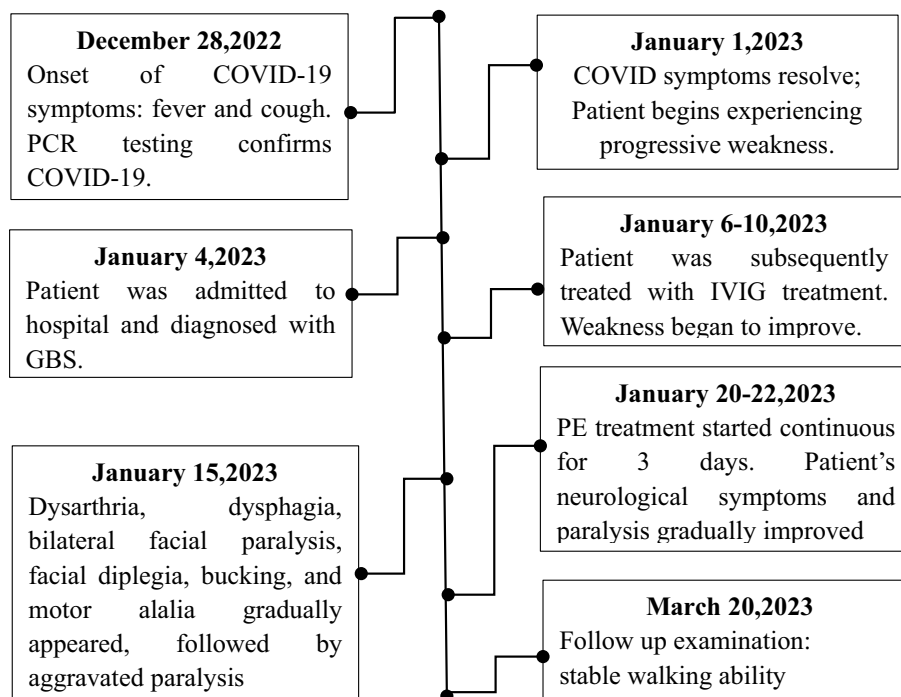 December 28,2022
Onset of COVID-19
symptoms: fever and cough.
PCR testing confirms
COVID-19.
January 1,2023
COVID symptoms resolve;
Patient begins experiencing
progressive weakness.
January 4,2023
Patient was admitted to
hospital and diagnosed with
GBS.
January 6-10,2023
Patient was subsequently
treated with IVIG treatment.
Weakness began to improve.
January 15,2023
Dysarthria, dysphagia,
bilateral facial paralysis,
facial diplegia, bucking, and
motor alalia gradually
appeared, followed by
aggravated paralysis
January 20-22,2023
PE treatment started continuous
for 3 days. Patient’s
neurological symptoms and
paralysis gradually improved
March 20,2023
Follow up examination:
stable walking ability